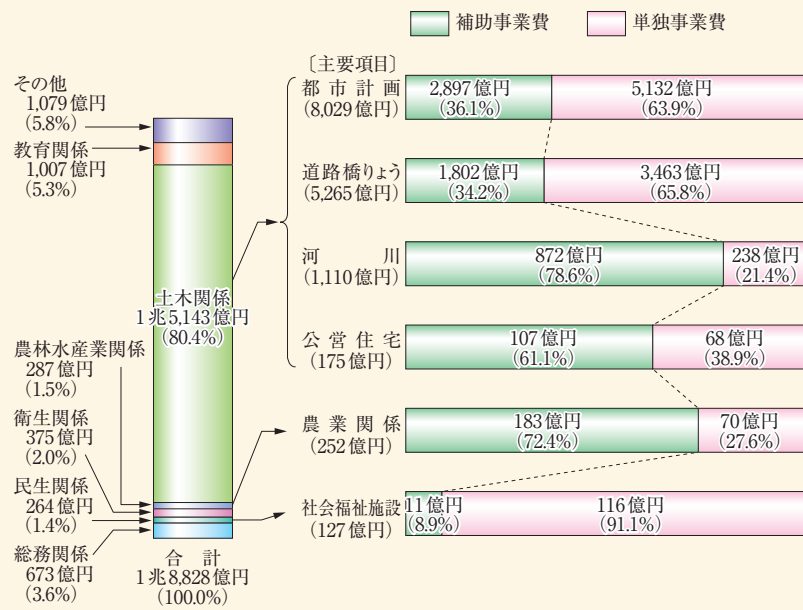 補助事業費
単独事業費
〔主要項目〕
その他
1,079億円
(5.8%)
教育関係
1,007億円
(5.3%)
土木関係
1兆5,143億円
(80.4%)
農林水産業関係
287億円
(1.5%)
衛生関係
375億円
(2.0%)
民生関係
264億円
(1.4%)
総務関係
673億円
(3.6%)
合計
1兆8,828億円
(100.0%)
都市計画
(8,029億円)
2,897億円
(36.1%)
5,132億円
(63.9%)
道路橋りょう
(5,265億円)
1,802億円
(34.2%)
3,463億円
(65.8%)
河川
(1,110億円)
872億円
(78.6%)
238億円
(21.4%)
公営住宅
(175億円)
107億円
(61.1%)
68億円
(38.9%)
農業関係
(252億円)
183億円
(72.4%)
70億円
(27.6%)
社会福祉施設
(127億円)
11億円
(8.9%)
116億円
(91.1%)